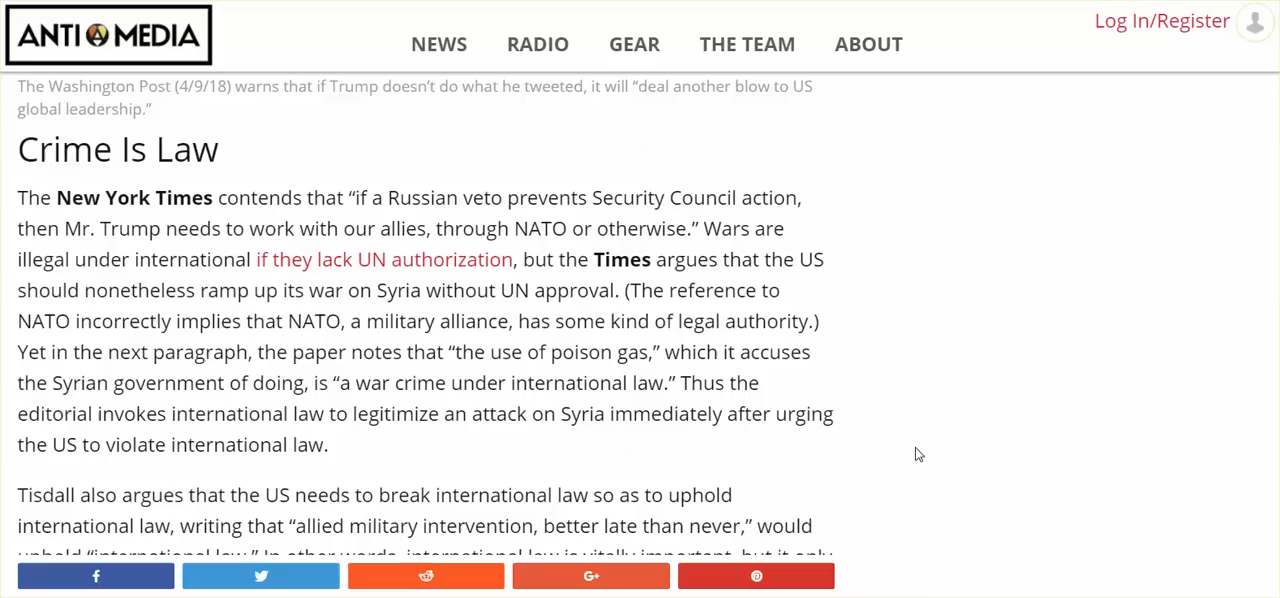 ANTI MEDIA
NEWS RADIO GEAR THE TEAM ABOUT
Log In/Register
The Washington Post (4/9/18) warns that if Trump doesn’t do what he tweeted, it will “deal another blow to US
global leadership.”
Crime Is Law
The New York Times contends that “if a Russian veto prevents Security Council action,
then Mr. Trump needs to work with our allies, through NATO or otherwise.” Wars are
illegal under international if they lack UN authorization, but the Times argues that the US
should nonetheless ramp up its war on Syria without UN approval. (The reference to
NATO incorrectly implies that NATO, a military alliance, has some kind of legal authority.)
Yet in the next paragraph, the paper notes that “the use of poison gas,” which it accuses
the Syrian government of doing, is “a war crime under international law.” Thus the
editorial invokes international law to legitimize an attack on Syria immediately after urging
the US to violate international law.
Tisdall also argues that the US needs to break international law so as to uphold
international law, writing that “allied military intervention, better late than never,” would
uphold “international law.” In other words, international law is vitally important, but it only